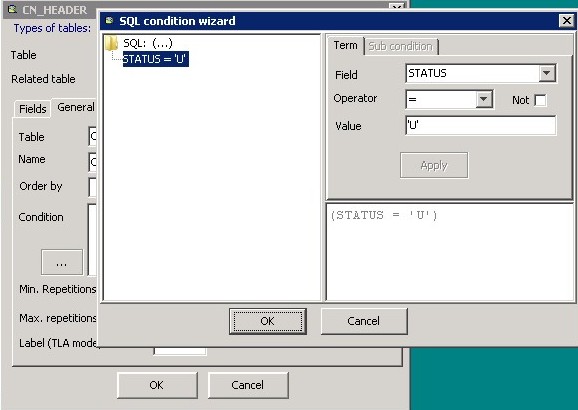 CN_HEADER
Types of tables:
Table
Related table
Fields General
Table
Name
Order by
Condition
...
Min. Repetitions
Max. repetitions
Label (TLA mode
OK Cancel
SQL condition wizard
SQL: (...)
STATUS = 'U'
Term Sub condition
Field STATUS
Operator = Not
Value 'U'
Apply
(STATUS = 'U')
OK Cancel